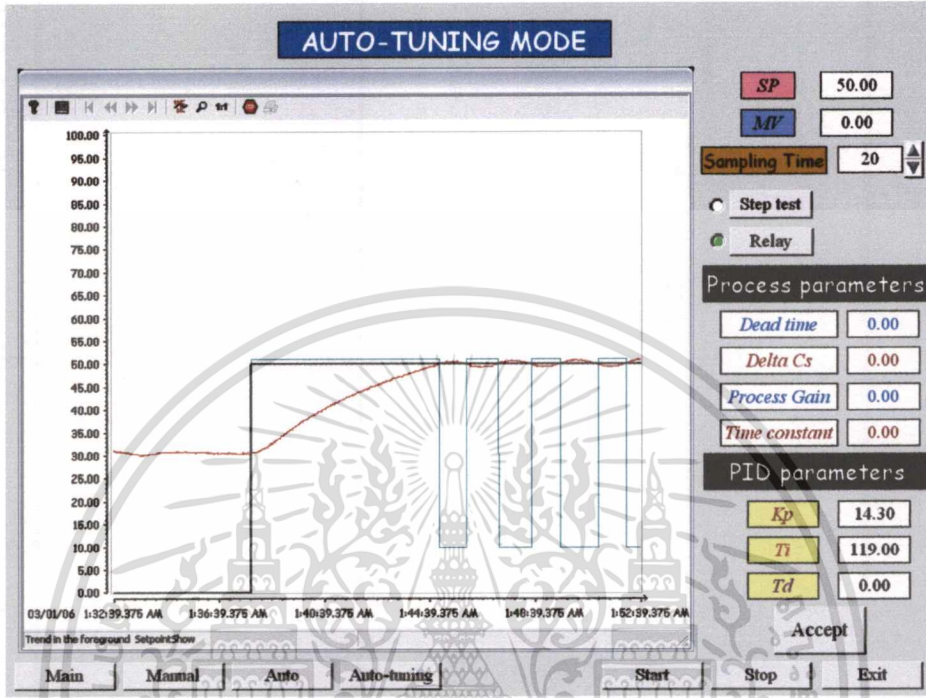 AUTO-TUNING MODE
1:1
100.00
95.00
90.00
85.00
80.00
75.00
70.00
65.00
60.00
55.00
50.00
45.00
40.00
35.00
30.00
25.00
20.00
15.00
10.00
5.00
0.00
03/01/06 1:32:39.375 AM 1:36:39.375 AM 1:40:39.375 AM 1:44:39.375 AM 1:48:39.375 AM 1:52:39.375 AM
Trend in the foreground SetpointShow
SP 50.00
MV 0.00
Sampling Time 20
Step test
Relay
Process parameters
Dead time 0.00
Delta Cs 0.00
Process Gain 0.00
Time constant 0.00
PID parameters
Kp 14.30
Ti 119.00
Td 0.00
Accept
Main Manual Auto Auto-tuning Start Stop Exit